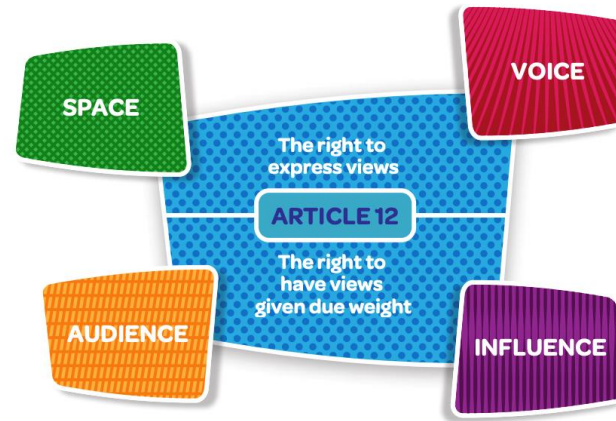 SPACE
VOICE
The right to
express views
ARTICLE 12
The right to
have views
given due weight
AUDIENCE
INFLUENCE